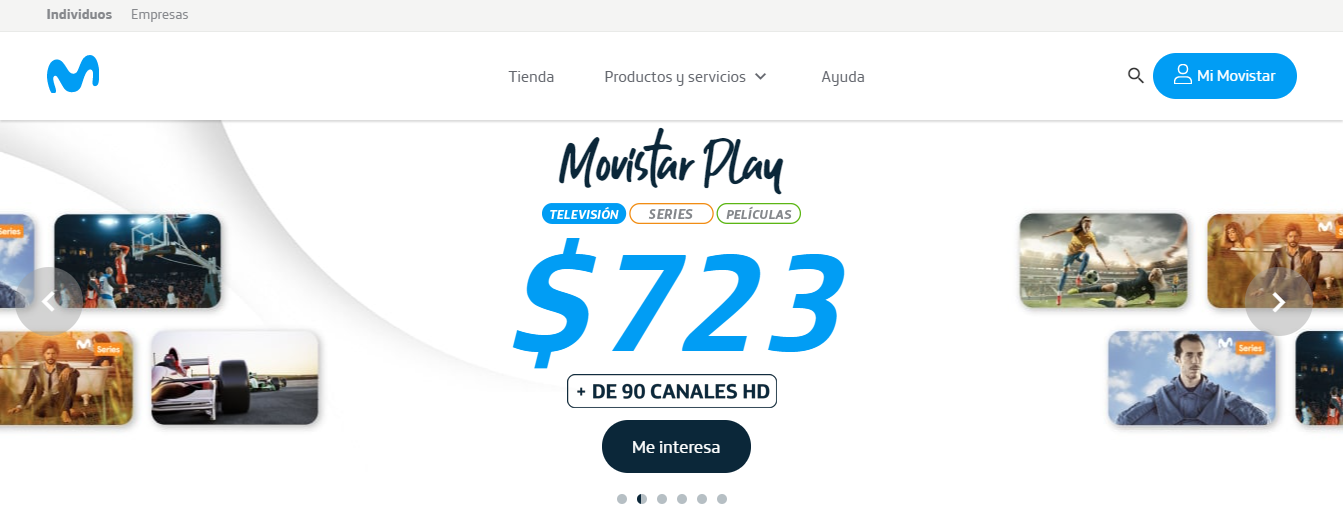 Individuos Empresas
Tienda Productos y servicios Ayuda Mi Movistar
Movistar Play
TELEVISIÓN SERIES PELÍCULAS
Series
Series
Series
$723
+ DE 90 CANALES HD
Me interesa